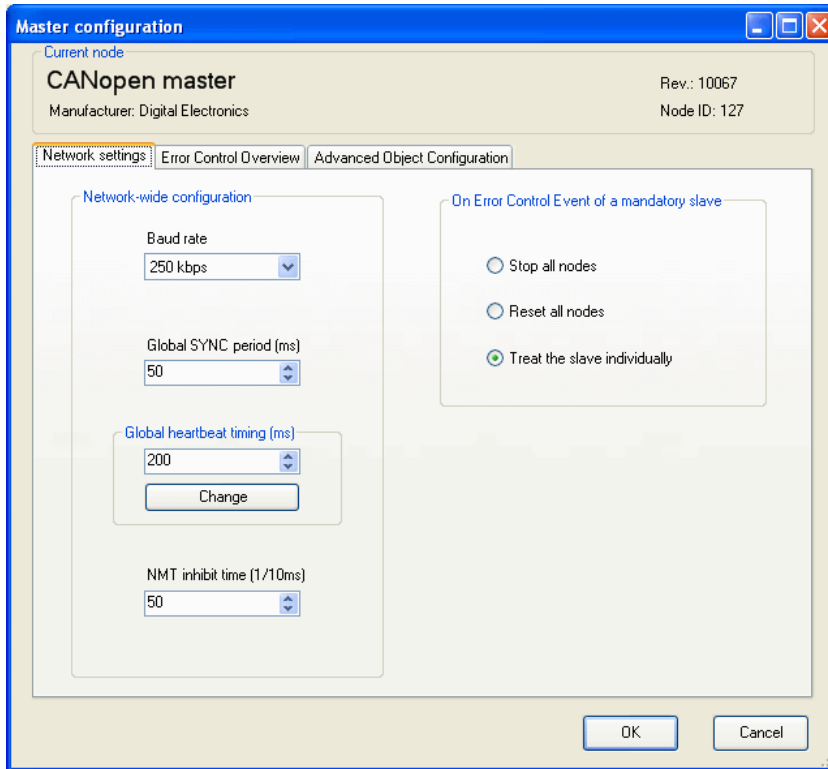 Master configuration
Current node
CANopen master
Rev.: 10067
Manufacturer: Digital Electronics
Node ID: 127
Network settings
Error Control Overview
Advanced Object Configuration
Network-wide configuration
Baud rate
250 kbps
Global SYNC period (ms)
50
Global heartbeat timing (ms)
200
Change
NMT inhibit time (1/10ms)
50
On Error Control Event of a mandatory slave
Stop all nodes
Reset all nodes
Treat the slave individually
OK
Cancel